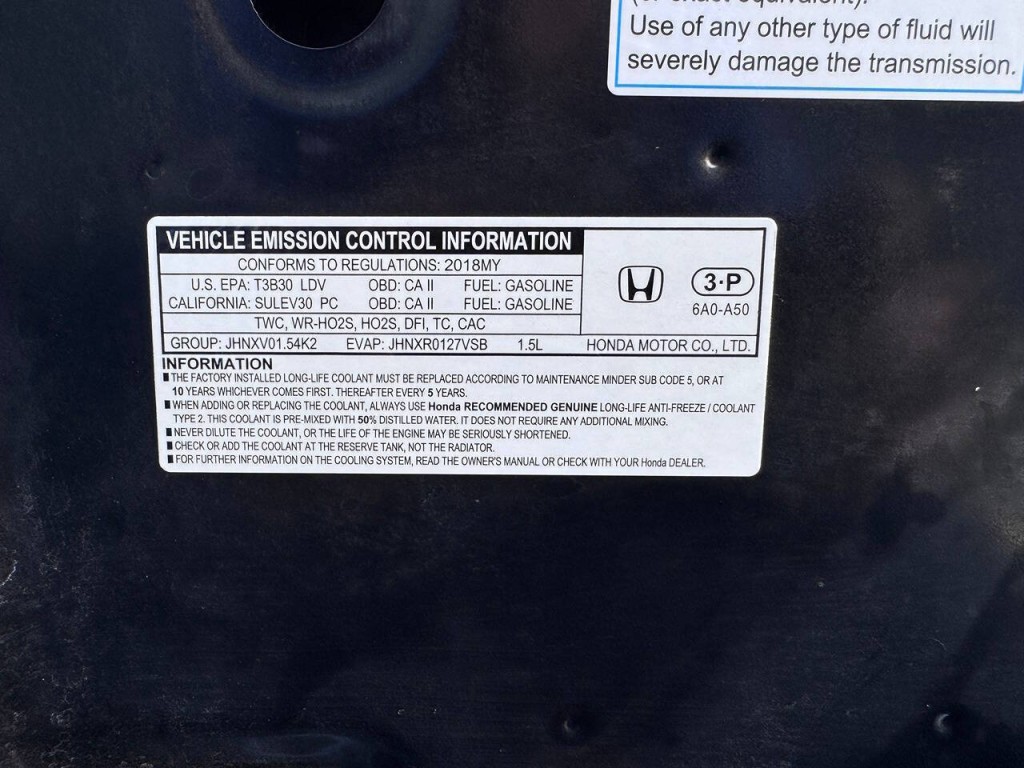 Use of any other type of fluid will
severely damage the transmission.
VEHICLE EMISSION CONTROL INFORMATION
CONFORMS TO REGULATIONS: 2018MY
U.S. EPA: T3B30 LDV OBD: CA II FUEL: GASOLINE
CALIFORNIA: SULEV30 PC OBD: CA II FUEL: GASOLINE
3·P
6A0-A50
TWC, WR-HO2S, HO2S, DFI, TC, CAC
GROUP: JHNXV01.54K2 EVAP: JHNXR0127VSB 1.5L HONDA MOTOR CO., LTD.
INFORMATION
■ THE FACTORY INSTALLED LONG-LIFE COOLANT MUST BE REPLACED ACCORDING TO MAINTENANCE MINDER SUB CODE 5, OR AT
10 YEARS WHICHEVER COMES FIRST. THEREAFTER EVERY 5 YEARS.
■ WHEN ADDING OR REPLACING THE COOLANT, ALWAYS USE Honda RECOMMENDED GENUINE LONG-LIFE ANTI-FREEZE / COOLANT
TYPE 2. THIS COOLANT IS PRE-MIXED WITH 50% DISTILLED WATER. IT DOES NOT REQUIRE ANY ADDITIONAL MIXING.
■ NEVER DILUTE THE COOLANT, OR THE LIFE OF THE ENGINE MAY BE SERIOUSLY SHORTENED.
■ CHECK OR ADD THE COOLANT AT THE RESERVE TANK, NOT THE RADIATOR.
■ FOR FURTHER INFORMATION ON THE COOLING SYSTEM, READ THE OWNER'S MANUAL OR CHECK WITH YOUR Honda DEALER.